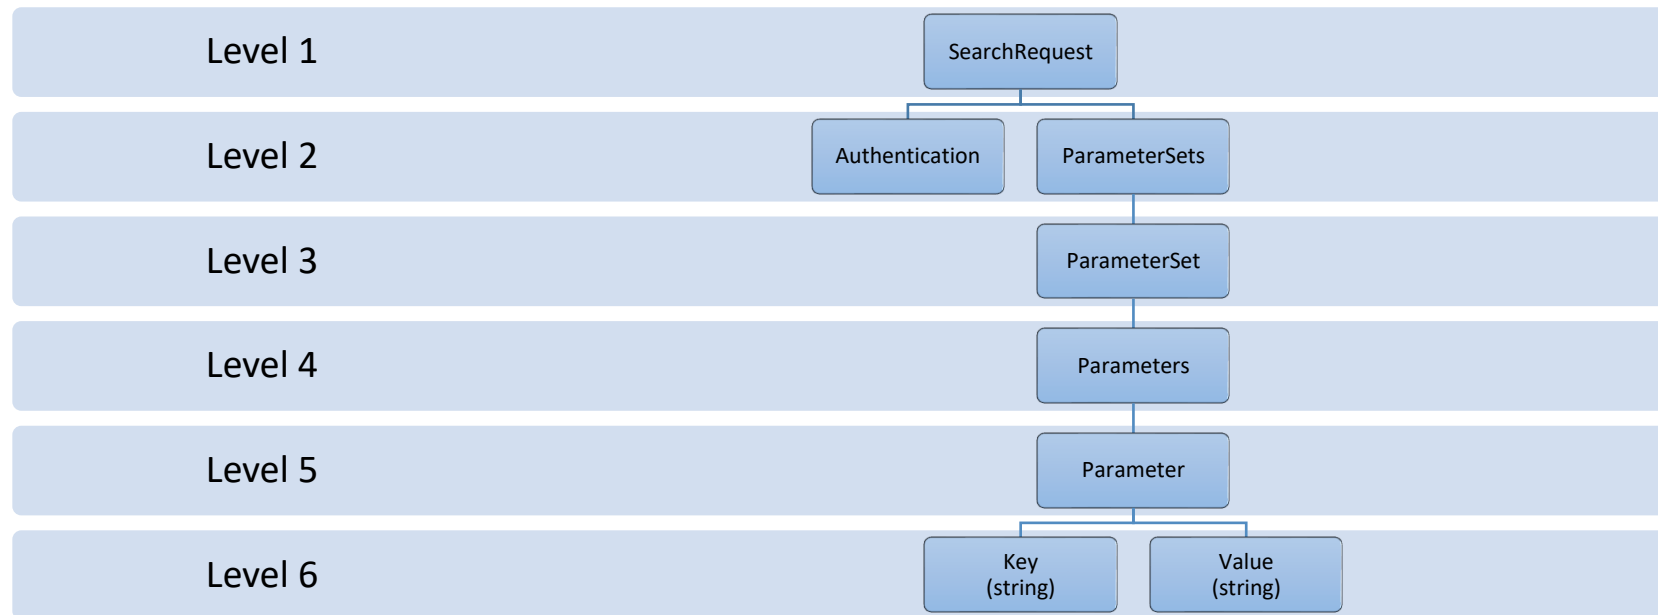 Level 1
SearchRequest
Level 2
Authentication
ParameterSets
Level 3
ParameterSet
Level 4
Parameters
Level 5
Parameter
Level 6
Key
(string)
Value
(string)